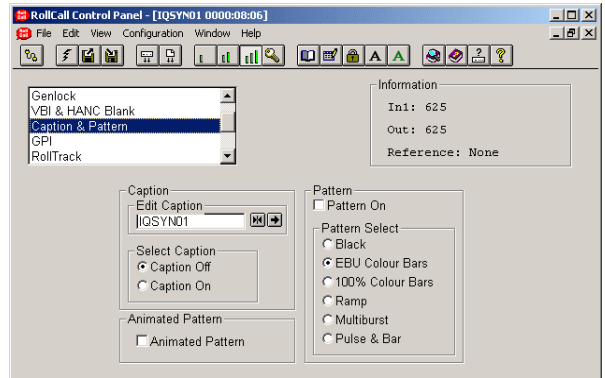 RollCall Control Panel - [IQSYN01 0000:08:06]
File Edit View Configuration Window Help
Genlock
VBI & HANC Blank
Caption & Pattern
GPI
RollTrack
Information
In1: 625
Out: 625
Reference: None
Caption
Edit Caption
IQSYN01
Select Caption
Caption Off
Caption On
Animated Pattern
Animated Pattern
Pattern
Pattern On
Pattern Select
Black
EBU Colour Bars
100% Colour Bars
Ramp
Multiburst
Pulse & Bar